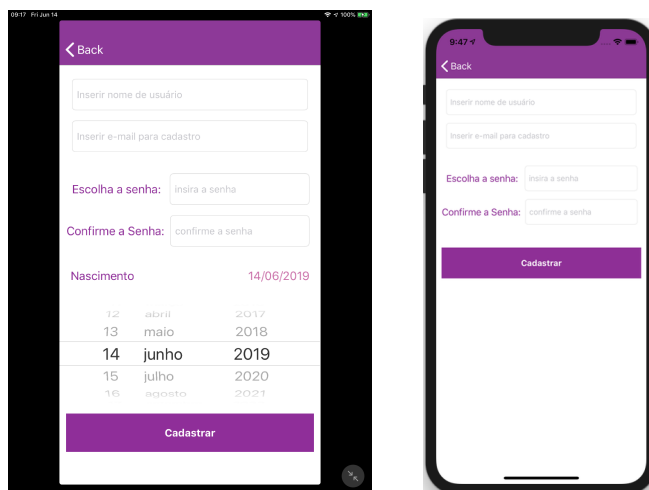 09:17 Fri Jun 14
100%
Back
Inserir nome de usuário
Inserir e-mail para cadastro
Escolha a senha: insira a senha
Confirme a Senha: confirme a senha
Nascimento 14/06/2019
12 abril 2017
13 maio 2018
14 junho 2019
15 julho 2020
16 agosto 2021
Cadastrar
9:47
Back
Inserir nome de usuário
Inserir e-mail para cadastro
Escolha a senha: insira a senha
Confirme a Senha: confirme a senha
Cadastrar